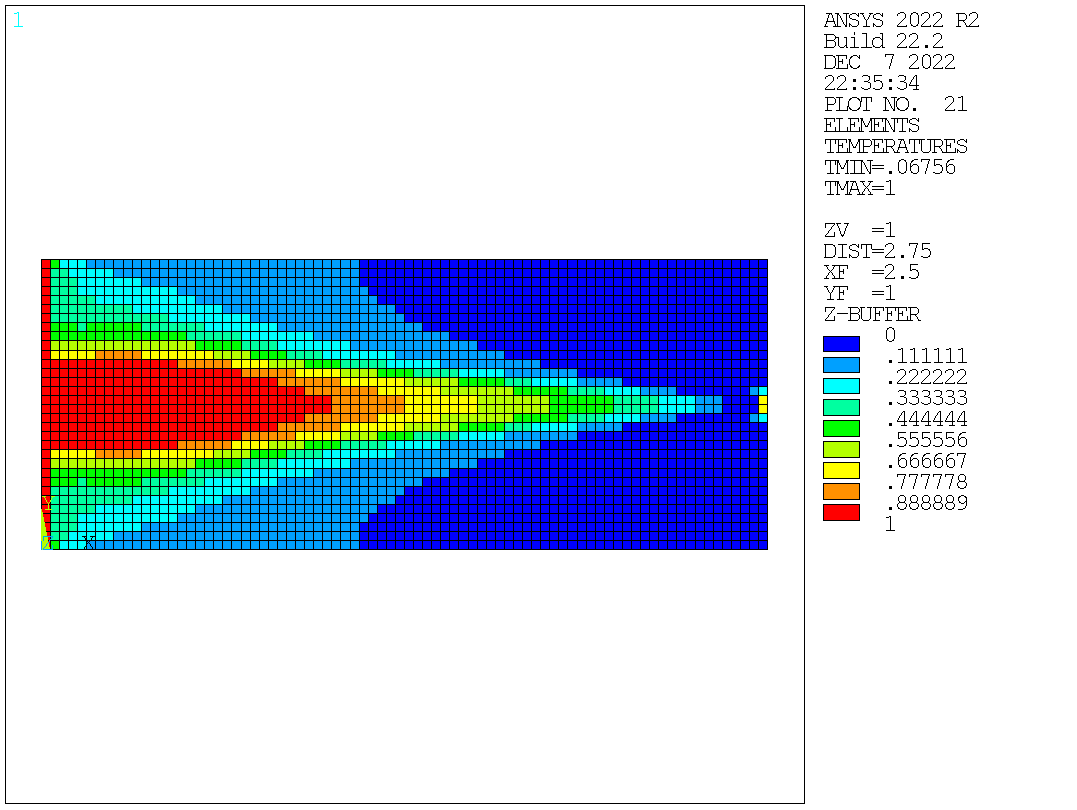 1
ANSYS 2022 R2
Build 22.2
DEC  7 2022
22:35:34
PLOT NO.  21
ELEMENTS
TEMPERATURES
TMIN=.06756
TMAX=1
ZV  =1
DIST=2.75
XF  =2.5
YF  =1
Z-BUFFER
0
.111111
.222222
.333333
.444444
.555556
.666667
.777778
.888889
1
Y
Z
X